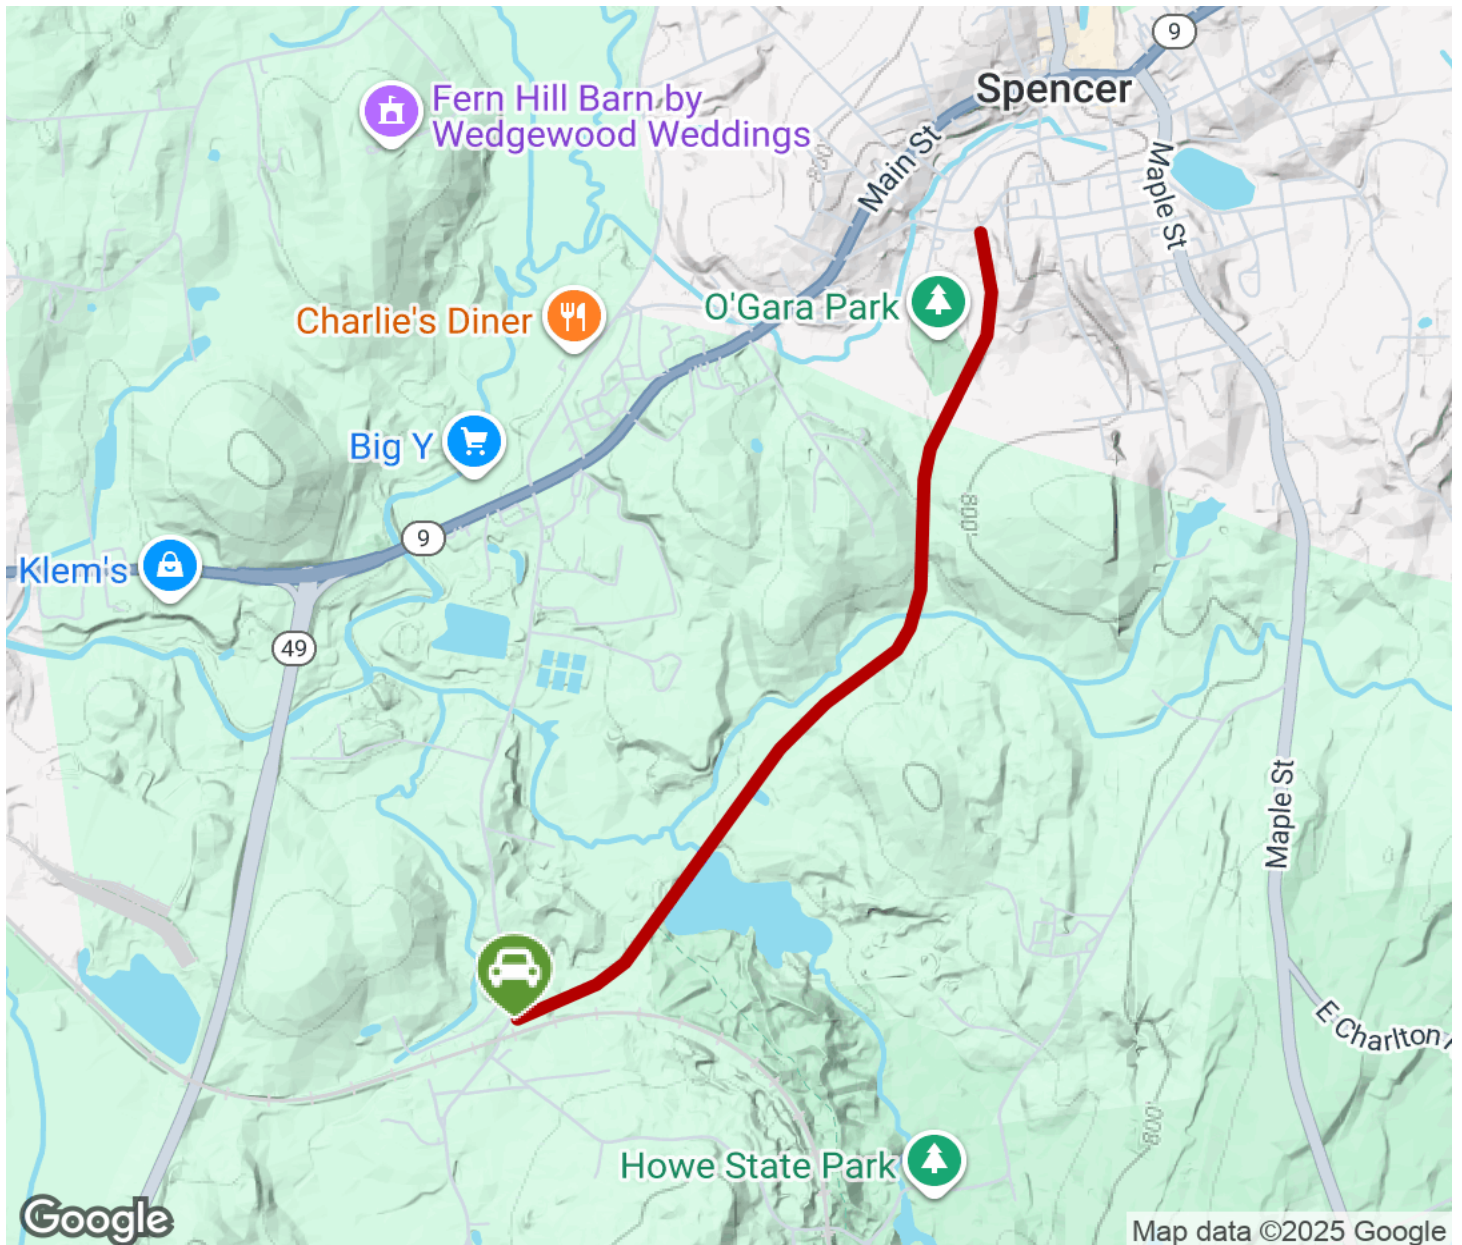 9
Spencer
Fern Hill Barn by
Wedgewood Weddings
Main St
Maple St
O'Gara Park
Charlie's Diner
Big Y
800'
9
Klem's
49
Maple St
E Charlton
800'
Howe State Park
Google
Map data ©2025 Google